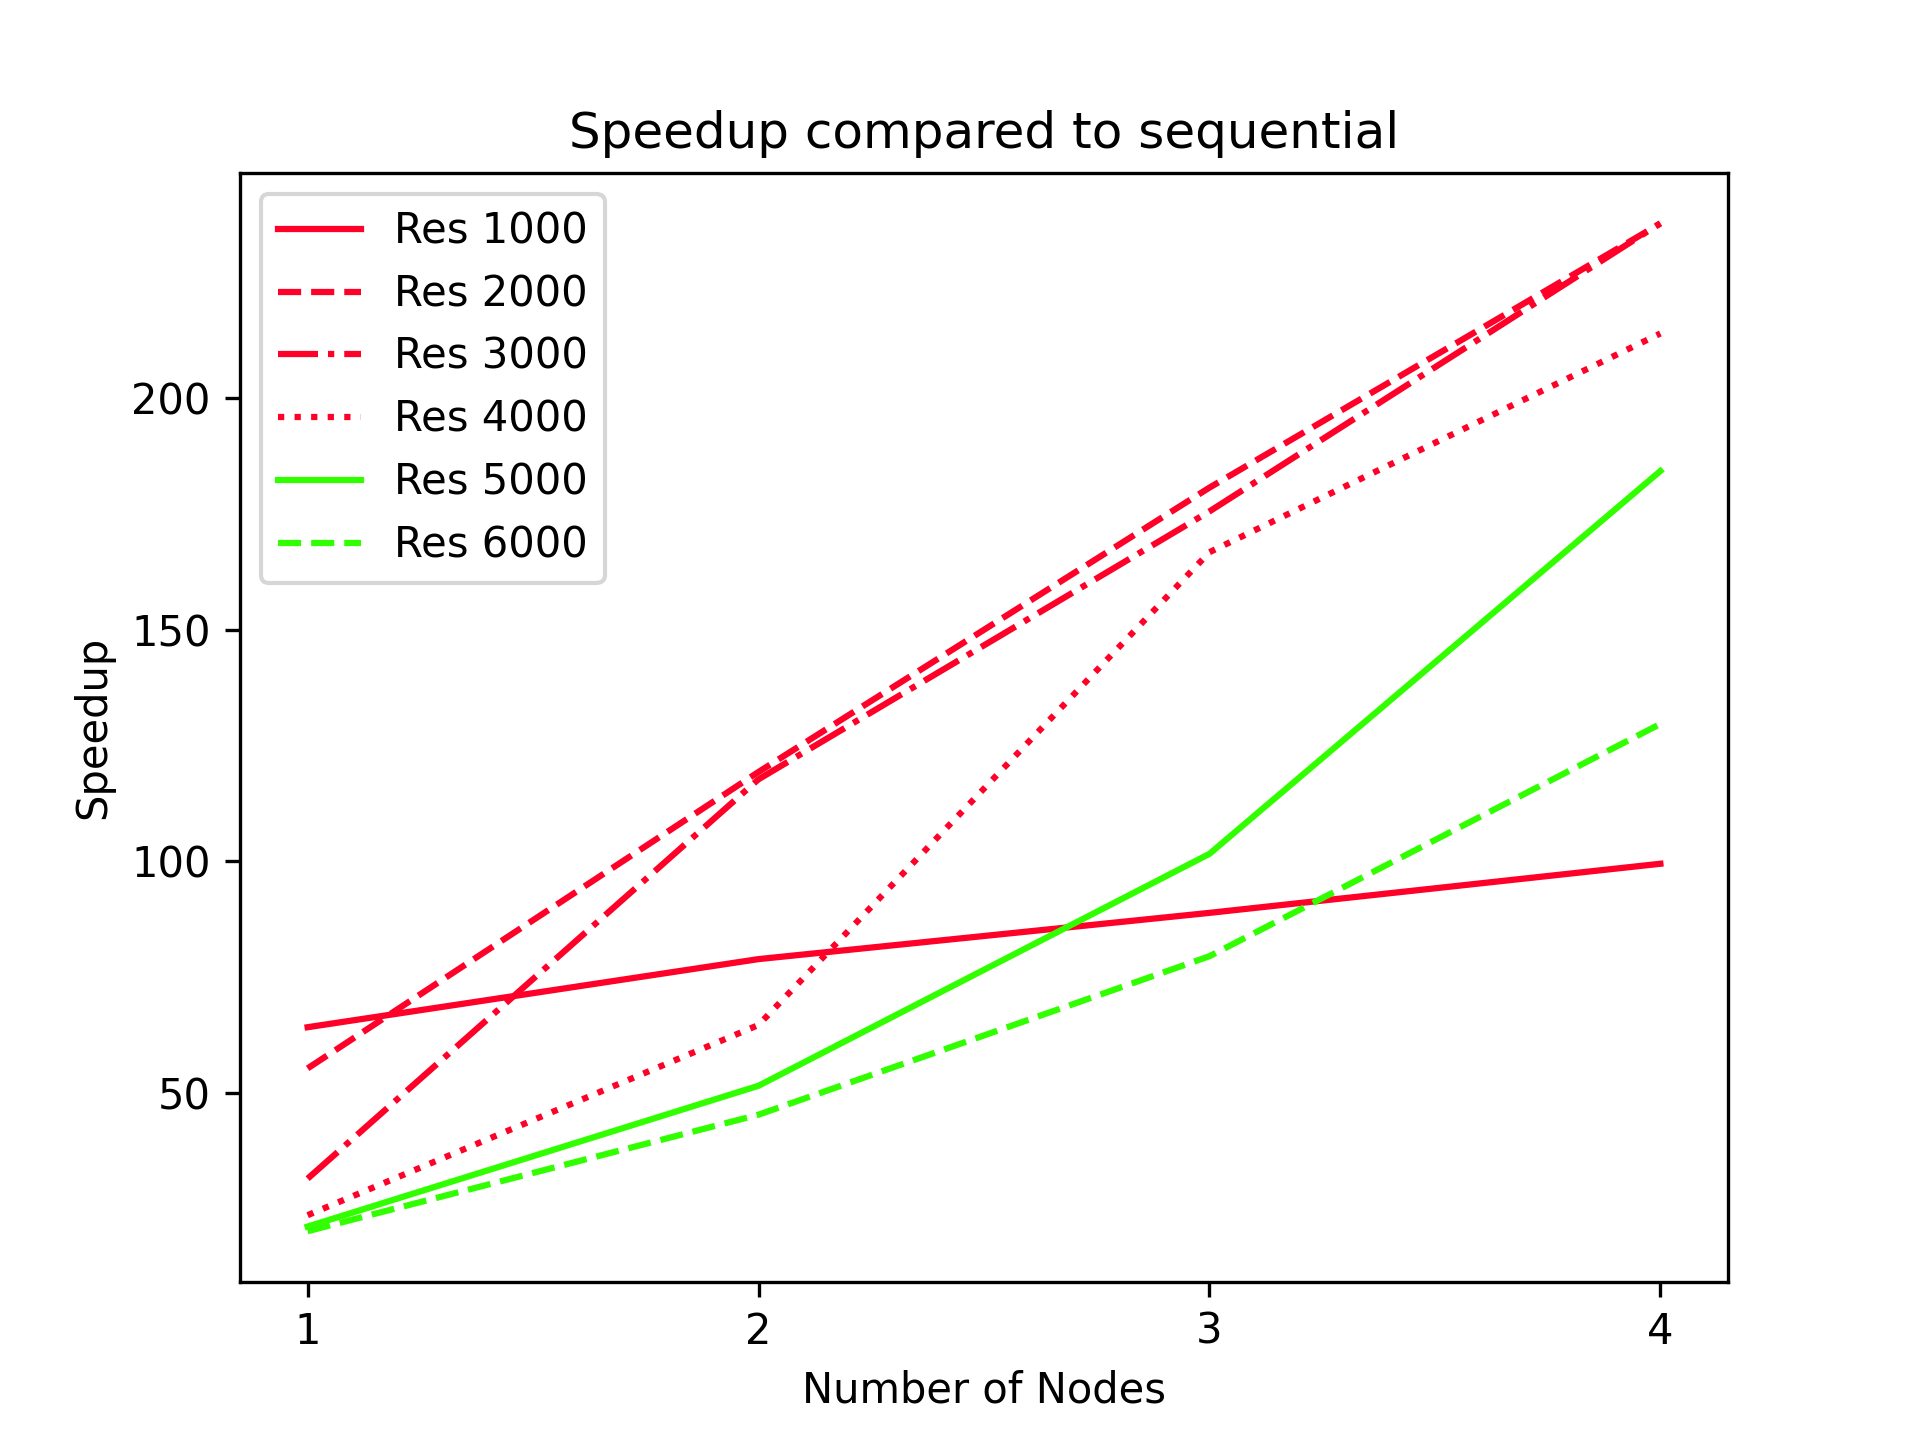 Speedup compared to sequential
Res 1000
Res 2000
Res 3000
Res 4000
Res 5000
Res 6000
200
150
100
50
Speedup
1 2 3 4
Number of Nodes